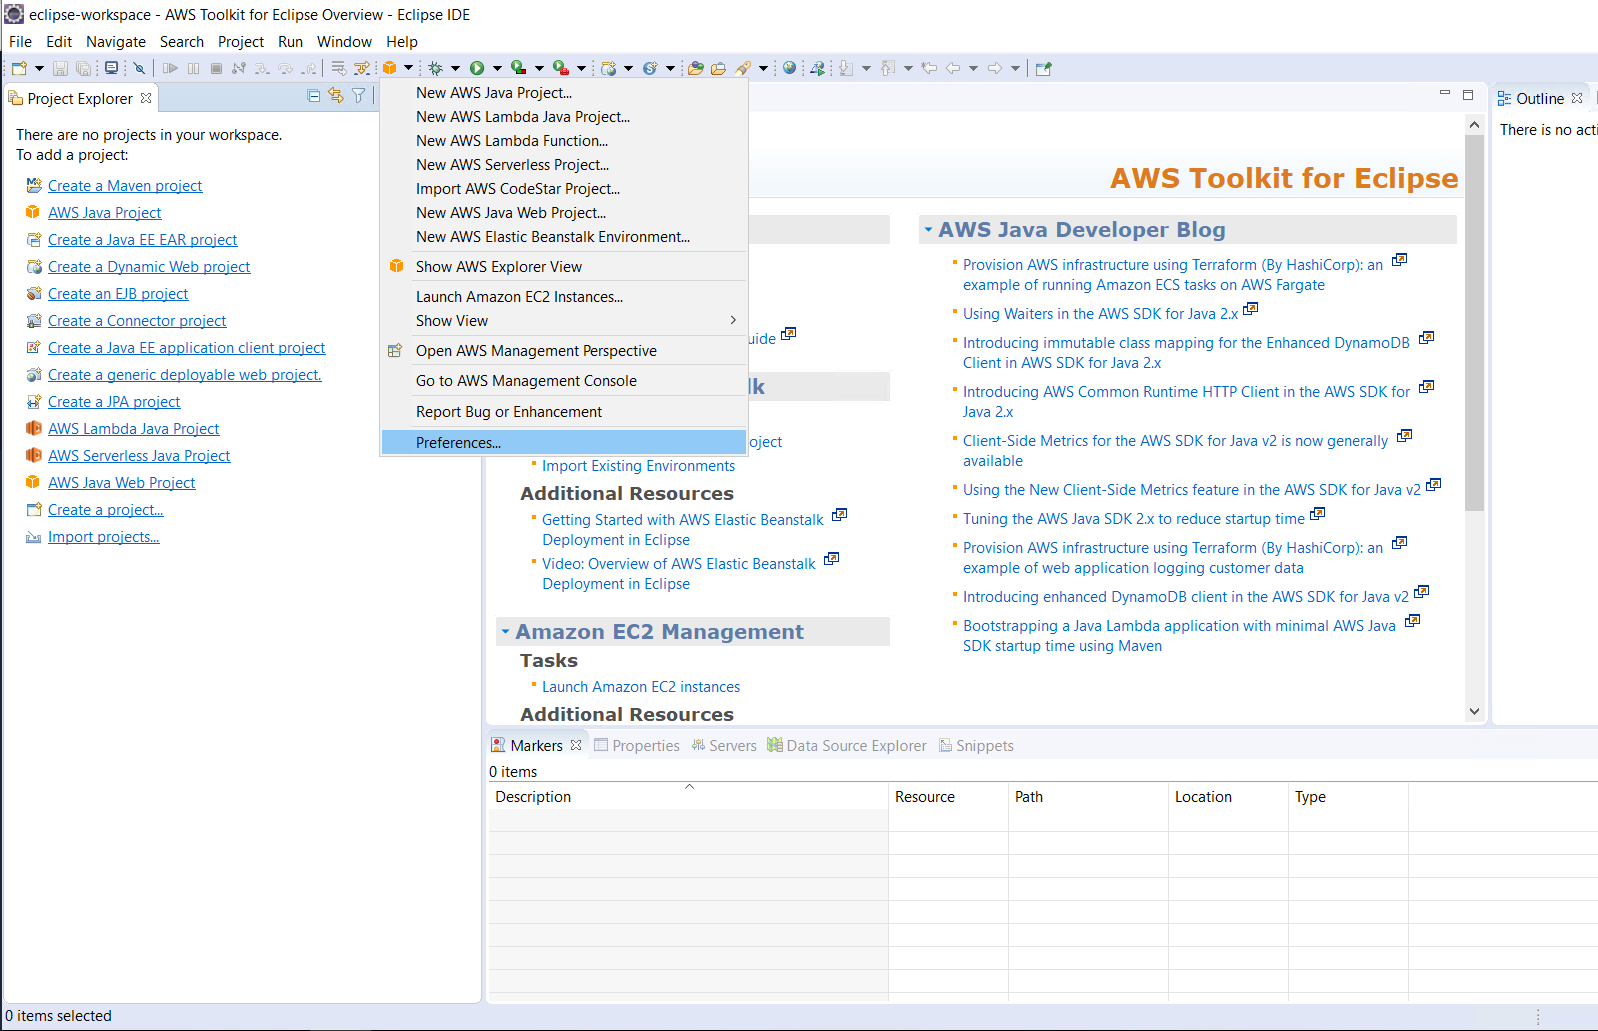 eclipse-workspace - AWS Toolkit for Eclipse Overview - Eclipse IDE
File Edit Navigate Search Project Run Window Help
Project Explorer
There are no projects in your workspace.
To add a project:
Create a Maven project
AWS Java Project
Create a Java EE EAR project
Create a Dynamic Web project
Create an EJB project
Create a Connector project
Create a Java EE application client project
Create a generic deployable web project.
Create a JPA project
AWS Lambda Java Project
AWS Serverless Java Project
AWS Java Web Project
Create a project...
Import projects...
New AWS Java Project...
New AWS Lambda Java Project...
New AWS Lambda Function...
New AWS Serverless Project...
Import AWS CodeStar Project...
New AWS Java Web Project...
New AWS Elastic Beanstalk Environment...
Show AWS Explorer View
Launch Amazon EC2 Instances...
Show View
Open AWS Management Perspective
Go to AWS Management Console
Report Bug or Enhancement
Preferences...
uide
lk
oject
Import Existing Environments
Additional Resources
Getting Started with AWS Elastic Beanstalk
Deployment in Eclipse
Video: Overview of AWS Elastic Beanstalk
Deployment in Eclipse
Amazon EC2 Management
Tasks
Launch Amazon EC2 instances
Additional Resources
AWS Toolkit for Eclipse
AWS Java Developer Blog
Provision AWS infrastructure using Terraform (By HashiCorp): an
example of running Amazon ECS tasks on AWS Fargate
Using Waiters in the AWS SDK for Java 2.x
Introducing immutable class mapping for the Enhanced DynamoDB
Client in AWS SDK for Java 2.x
Introducing AWS Common Runtime HTTP Client in the AWS SDK for
Java 2.x
Client-Side Metrics for the AWS SDK for Java v2 is now generally
available
Using the New Client-Side Metrics feature in the AWS SDK for Java v2
Tuning the AWS Java SDK 2.x to reduce startup time
Provision AWS infrastructure using Terraform (By HashiCorp): an
example of web application logging customer data
Introducing enhanced DynamoDB client in the AWS SDK for Java v2
Bootstrapping a Java Lambda application with minimal AWS Java
SDK startup time using Maven
Outline
There is no acti
Markers Properties Servers Data Source Explorer Snippets
0 items
Description Resource Path Location Type
0 items selected